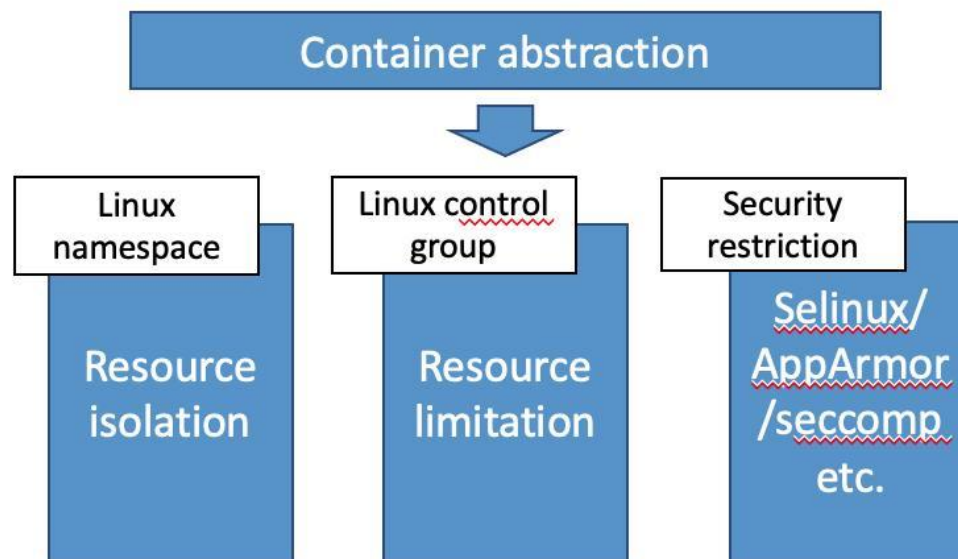 Container abstraction
Linux
namespace
Resource
isolation
Linux control
group
Resource
limitation
Security
restriction
Selinux/
AppArmor
/seccomp
etc.